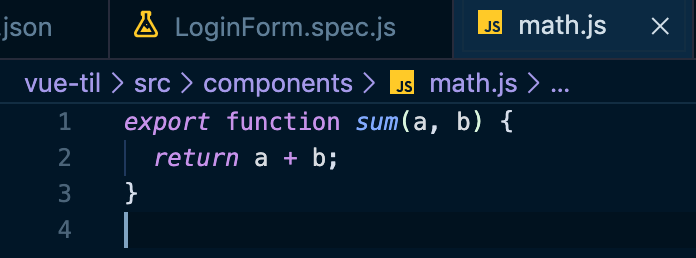 .json LoginForm.spec.js JS math.js ×
vue-til > src > components > JS math.js > ...
1 export function sum(a, b) {
2 return a + b;
3 }
4